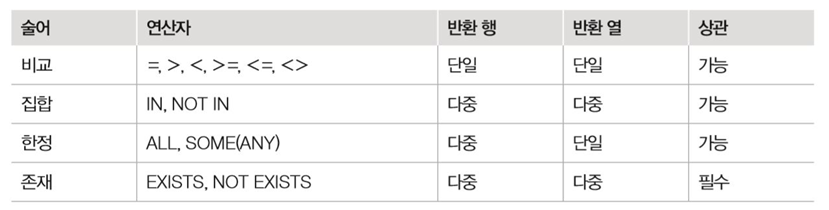 술어 연산자 반환 행 반환 열 상관
비교 =, >, <, >=, <=, <> 단일 단일 가능
집합 IN, NOT IN 다중 다중 가능
한정 ALL, SOME(ANY) 다중 단일 가능
존재 EXISTS, NOT EXISTS 다중 다중 필수